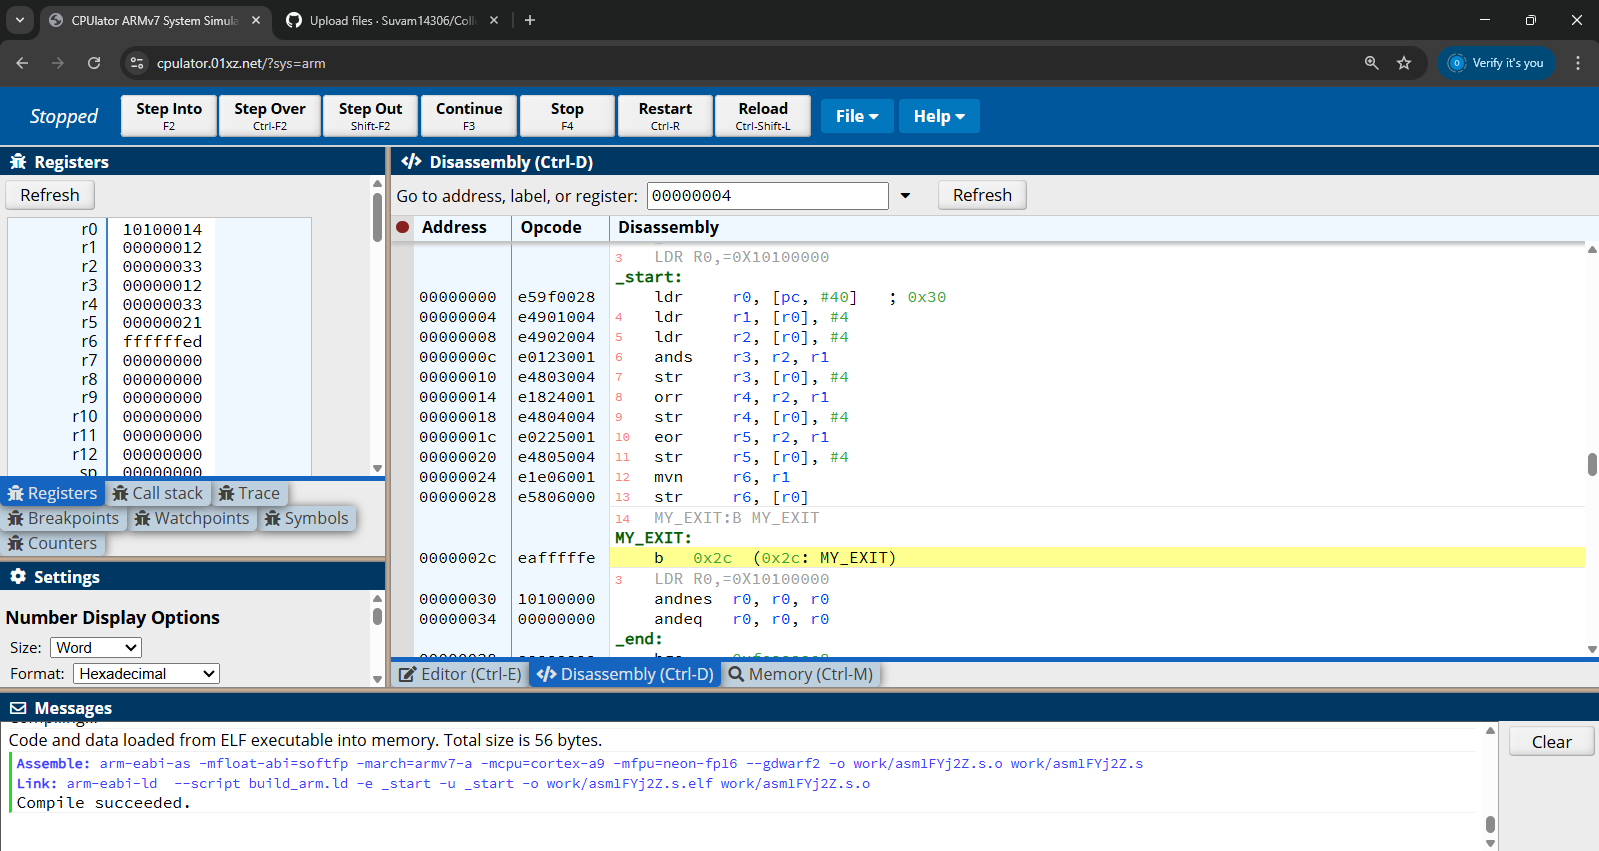 CPUlator ARMv7 System Simula
Upload files · Suvam14306/Coll
cpulator.01xz.net/?sys=arm
Verify it's you
Stopped
Step Into
F2
Step Over
Ctrl-F2
Step Out
Shift-F2
Continue
F3
Stop
F4
Restart
Ctrl-R
Reload
Ctrl-Shift-L
File
Help
Registers
Refresh
r0 10100014
r1 00000012
r2 00000033
r3 00000012
r4 00000033
r5 00000021
r6 ffffffed
r7 00000000
r8 00000000
r9 00000000
r10 00000000
r11 00000000
r12 00000000
sp 00000000
Registers Call stack Trace
Breakpoints Watchpoints Symbols
Counters
Settings
Number Display Options
Size: Word
Format: Hexadecimal
Disassembly (Ctrl-D)
Go to address, label, or register: 00000004 Refresh
Address Opcode Disassembly
3 LDR R0,=0X10100000
_start:
00000000 e59f0028 ldr r0, [pc, #40] ; 0x30
00000004 e4901004 4 ldr r1, [r0], #4
00000008 e4902004 5 ldr r2, [r0], #4
0000000c e0123001 6 ands r3, r2, r1
00000010 e4803004 7 str r3, [r0], #4
00000014 e1824001 8 orr r4, r2, r1
00000018 e4804004 9 str r4, [r0], #4
0000001c e0225001 10 eor r5, r2, r1
00000020 e4805004 11 str r5, [r0], #4
00000024 e1e06001 12 mvn r6, r1
00000028 e5806000 13 str r6, [r0]
14 MY_EXIT:B MY_EXIT
MY_EXIT:
0000002c eafffffe b 0x2c (0x2c: MY_EXIT)
3 LDR R0,=0X10100000
00000030 10100000 andnes r0, r0, r0
00000034 00000000 andeq r0, r0, r0
_end:
Editor (Ctrl-E) Disassembly (Ctrl-D) Memory (Ctrl-M)
Messages
Code and data loaded from ELF executable into memory. Total size is 56 bytes.
Assemble: arm-eabi-as -mfloat-abi=softfp -march=armv7-a -mcpu=cortex-a9 -mfpu=neon-fp16 --gdwarf2 -o work/asmlFYj2Z.s.o work/asmlFYj2Z.s
Link: arm-eabi-ld --script build_arm.ld -e _start -u _start -o work/asmlFYj2Z.s.elf work/asmlFYj2Z.s.o
Compile succeeded.
Clear